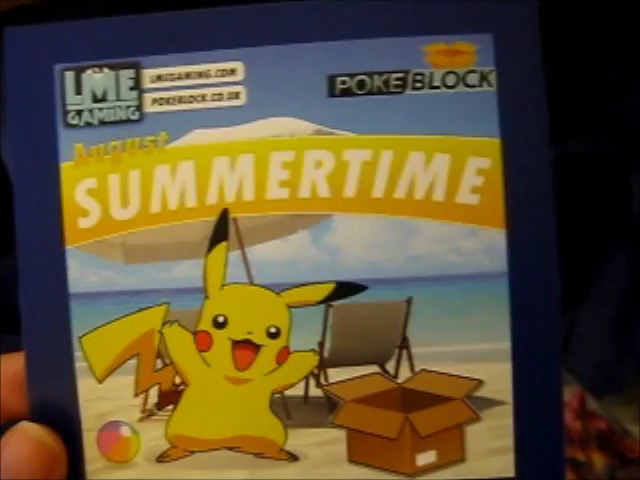 LME
GAMING
LMEGAMING.COM
POKEBLOCK.CO.UK
POKE BLOCK
August
SUMMERTIME